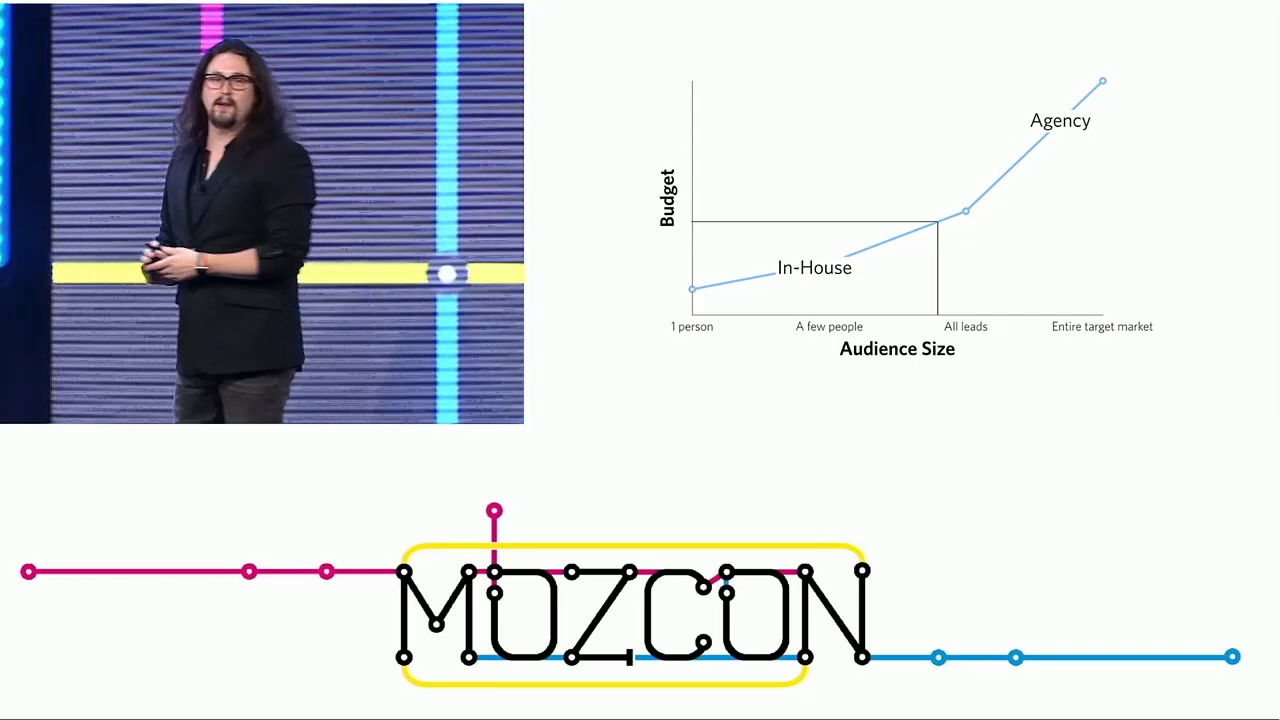 Agency
Budget
In-House
1 person
A few people
All leads
Entire target market
Audience Size
MOZCON